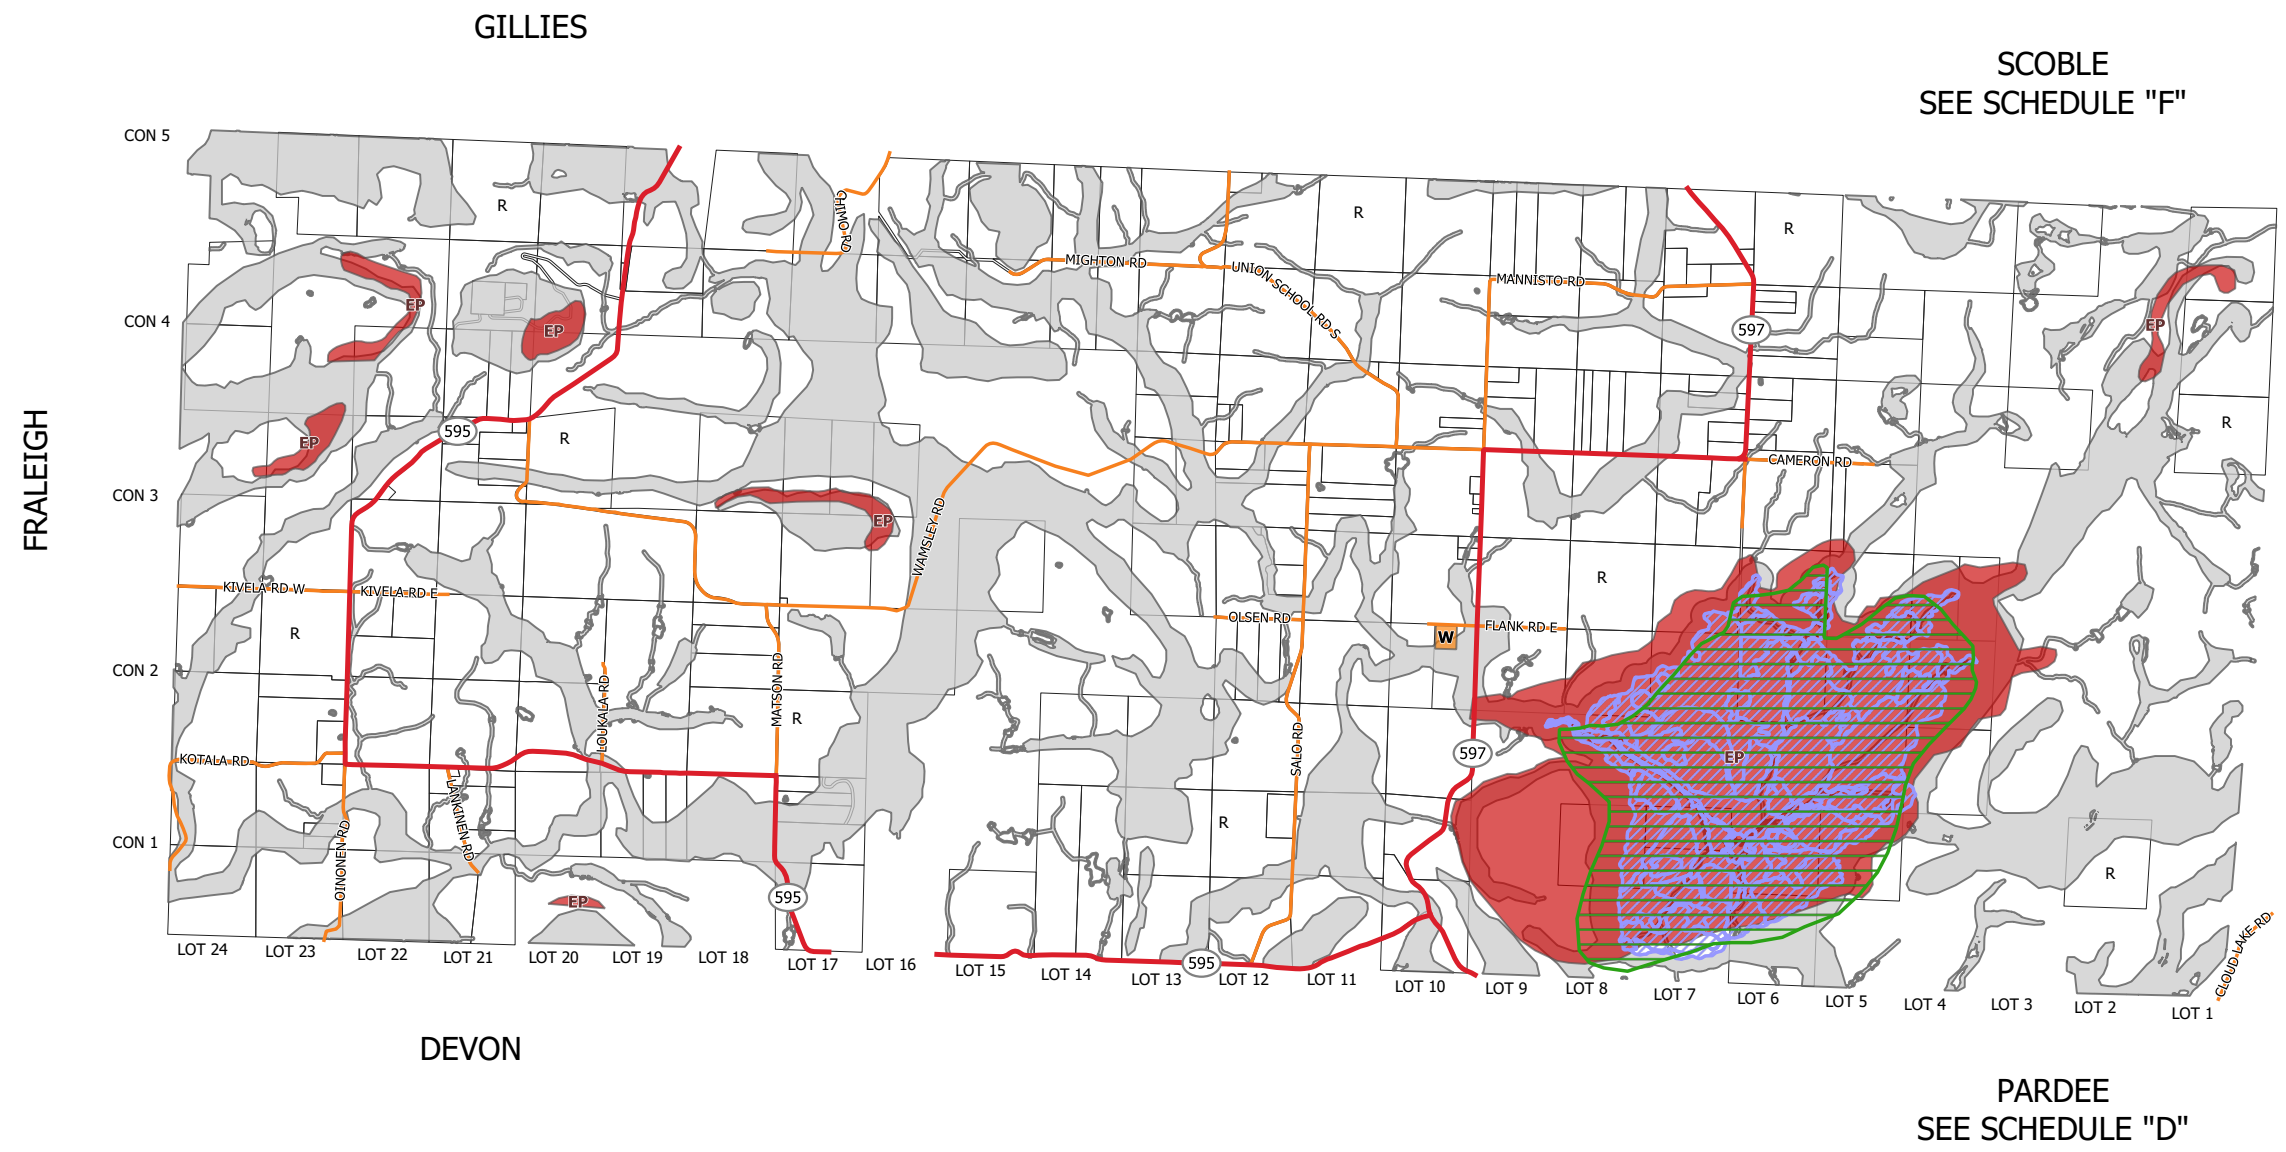 GILLIES
SCOBLE
SEE SCHEDULE "F"
CON 5
R
R
R
CHIMO RD
MIGHTON RD
UNION SCHOOL RD S
MANNISTO RD
EP
CON 4
EP
EP
597
EP
FRALEIGH
595
R
EP
R
CAMERON RD
CON 3
EP
WAMSLEY RD
KIVELA RD W
KIVELA RD E
R
R
OLSEN RD
W
FLANK RD E
CON 2
LOUKALA RD
MATSON RD
R
SALO RD
KOTALA RD
597
EP
LANKINEN RD
OINONEN RD
CON 1
R
R
EP
595
CLOUD LAKE RD
595
LOT 24
LOT 23
LOT 22
LOT 21
LOT 20
LOT 19
LOT 18
LOT 17
LOT 16
LOT 15
LOT 14
LOT 13
LOT 12
LOT 11
LOT 10
LOT 9
LOT 8
LOT 7
LOT 6
LOT 5
LOT 4
LOT 3
LOT 2
LOT 1
DEVON
PARDEE
SEE SCHEDULE "D"